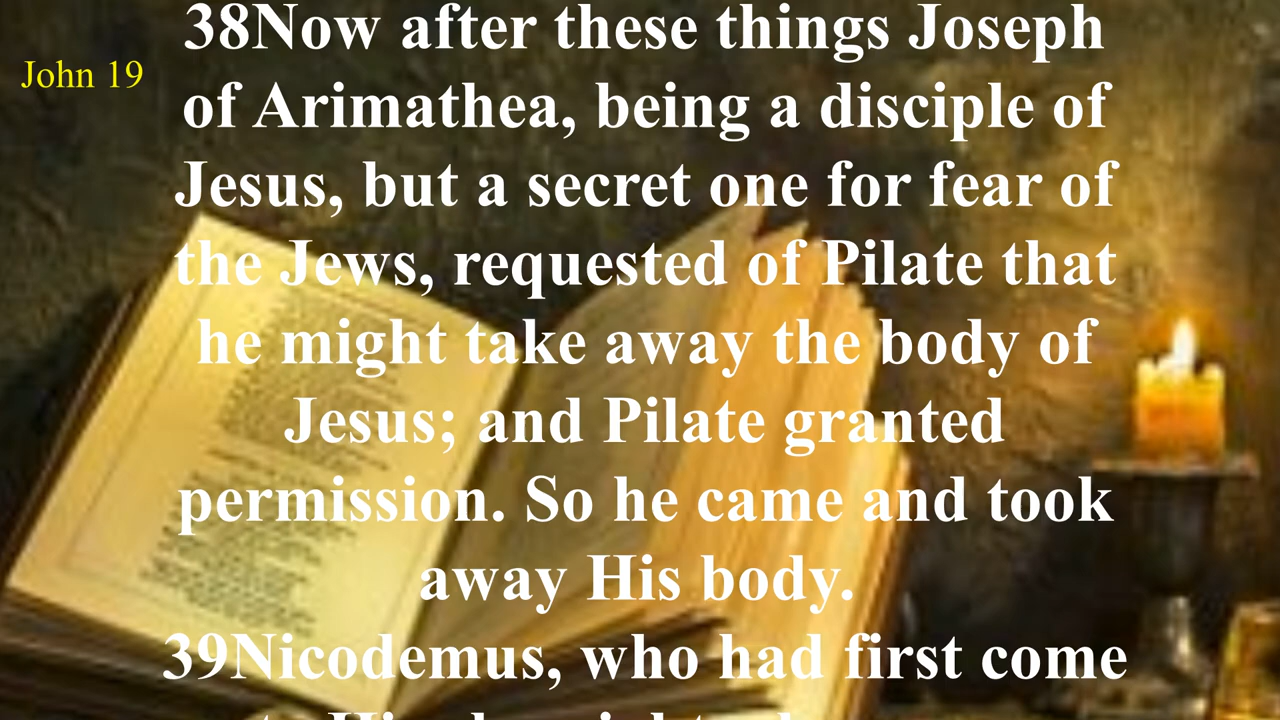 John 19
38Now after these things Joseph
of Arimathea, being a disciple of
Jesus, but a secret one for fear of
the Jews, requested of Pilate that
he might take away the body of
Jesus; and Pilate granted
permission. So he came and took
away His body.
39Nicodemus, who had first come